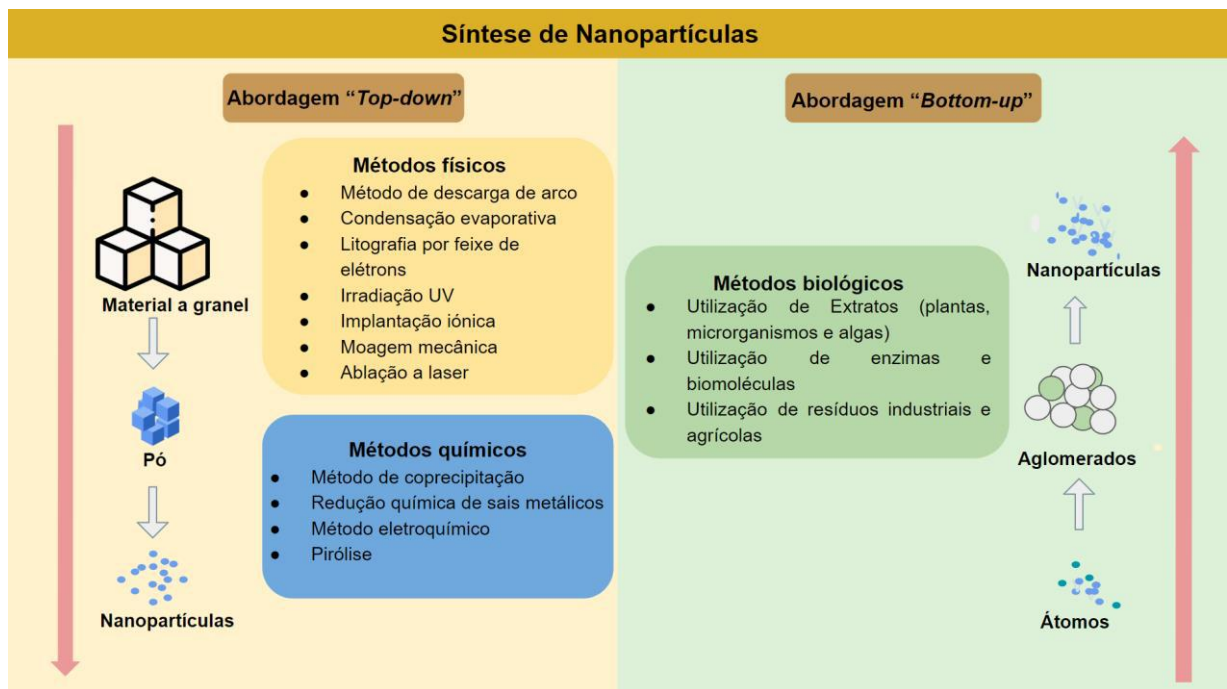 Síntese de Nanopartículas
Abordagem “Top-down”
Material a granel
Pó
Nanopartículas
Métodos físicos
● Método de descarga de arco
● Condensação evaporativa
● Litografia por feixe de
elétrons
● Irradiação UV
● Implantação iónica
● Moagem mecânica
● Ablação a laser
Métodos químicos
● Método de coprecipitação
● Redução química de sais metálicos
● Método eletroquímico
● Pirólise
Abordagem “Bottom-up”
Métodos biológicos
● Utilização de Extratos (plantas,
microrganismos e algas)
● Utilização de enzimas e
biomoléculas
● Utilização de resíduos industriais e
agrícolas
Nanopartículas
Aglomerados
Átomos